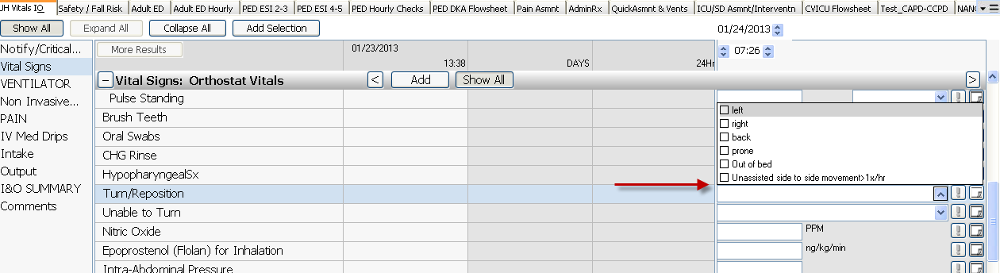 JH Vitals IO Safety / Fall Risk Adult ED Adult ED Hourly PED ESI 2-3 PED ESI 4-5 PED Hourly Checks PED DKA Flowsheet Pain Asmnt AdminRx QuickAsmnt & Vents ICU/SD Asmnt/Interventn CVICU Flowsheet Test_CAPD-CCPD NANC
Show All Expand All Collapse All Add Selection
01/24/2013
07:26
Notify/Critical...
Vital Signs
VENTILATOR
Non Invasive...
PAIN
IV Med Drips
Intake
Output
I&O SUMMARY
Comments
More Results 01/23/2013
13:38 DAYS 24Hr
− Vital Signs: Orthostat Vitals < Add Show All >
Pulse Standing
Brush Teeth
Oral Swabs
CHG Rinse
HypopharyngealSx
Turn/Reposition
Unable to Turn
Nitric Oxide PPM
Epoprostenol (Flolan) for Inhalation ng/kg/min
Intra-Abdominal Pressure
left
right
back
prone
Out of bed
Unassisted side to side movement>1x/hr